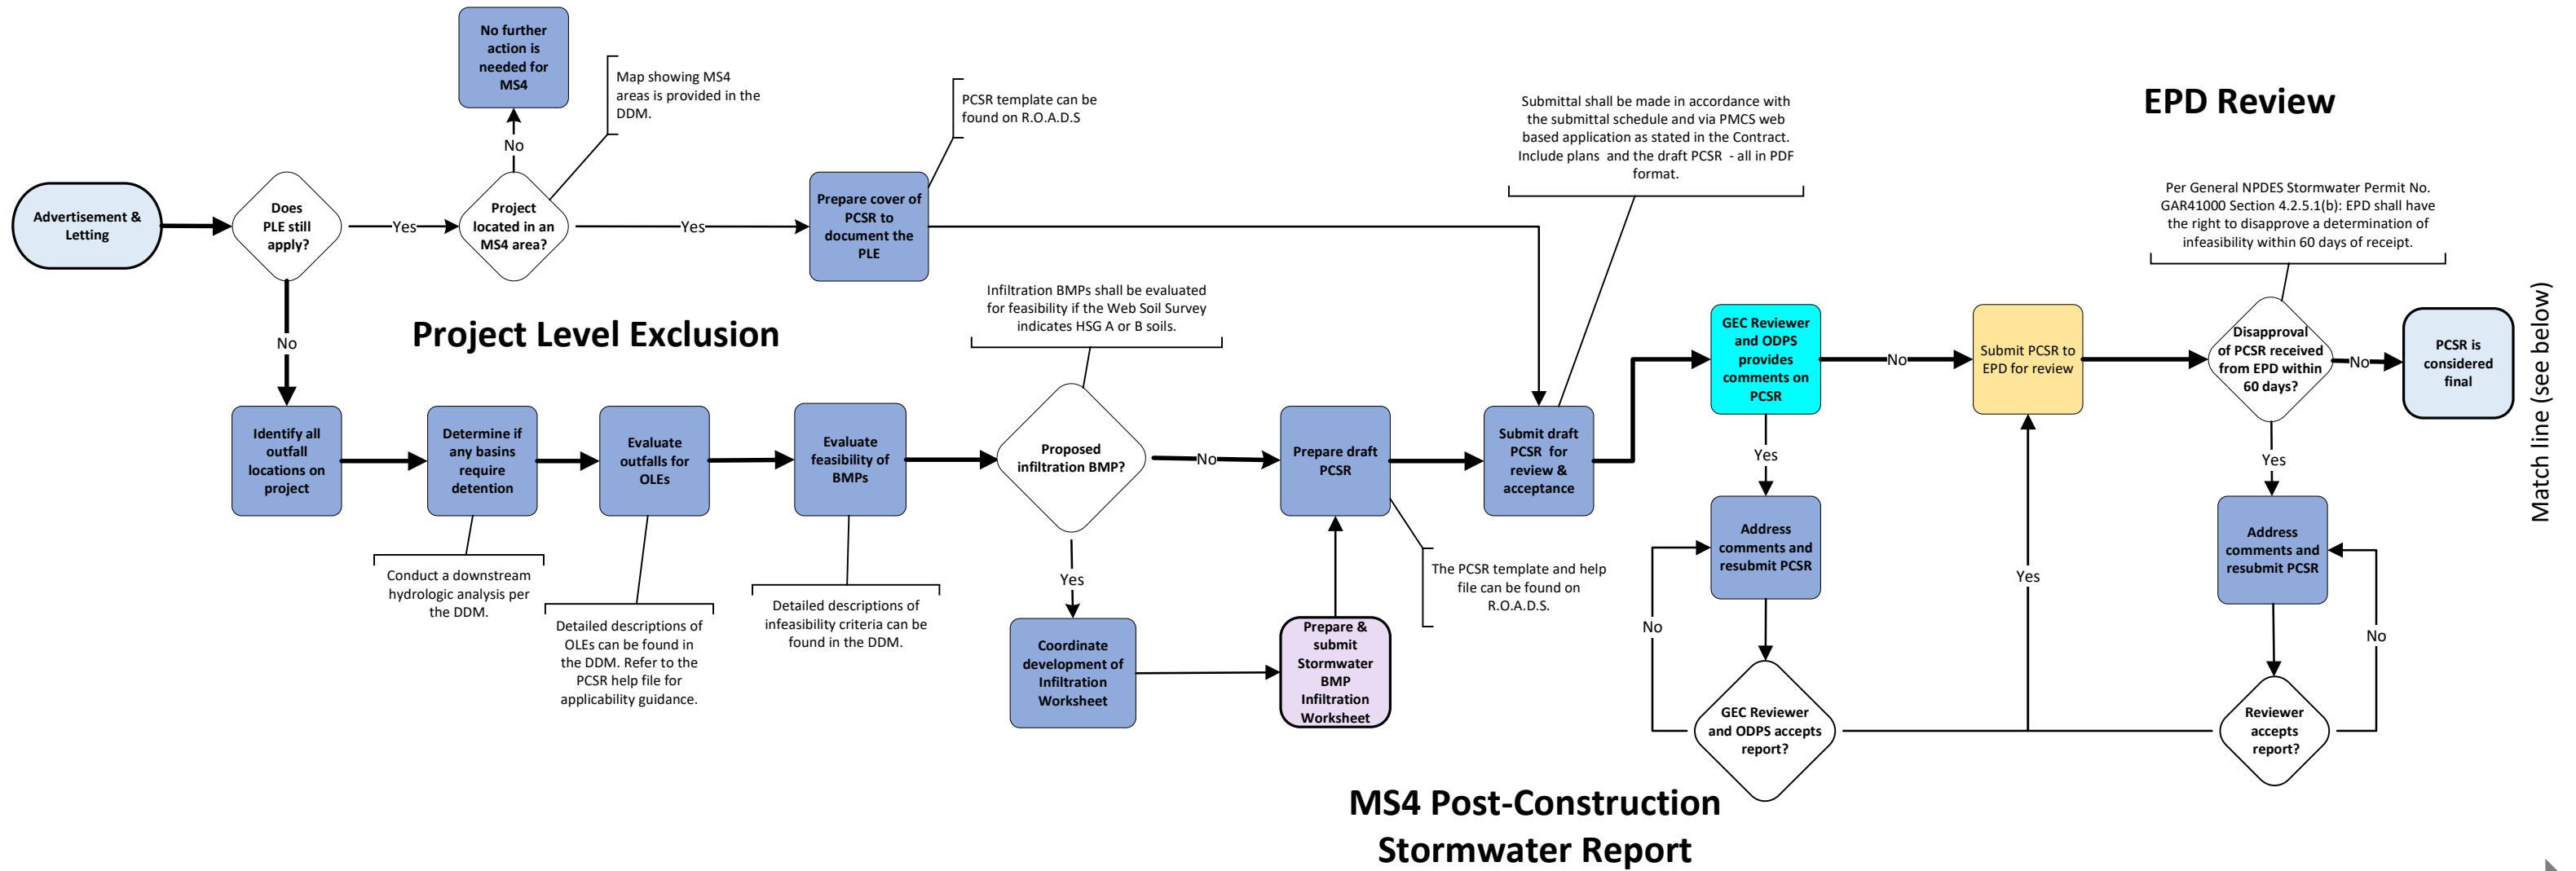 No further
action is
needed for
MS4
Map showing MS4
areas is provided in the
DDM.
PCSR template can be
found on R.O.A.D.S
Submittal shall be made in accordance with
the submittal schedule and via PMCS web
based application as stated in the Contract.
Include plans and the draft PCSR - all in PDF
format.
EPD Review
Per General NPDES Stormwater Permit No.
GAR41000 Section 4.2.5.1(b): EPD shall have
the right to disapprove a determination of
infeasibility within 60 days of receipt.
No
Advertisement &
Letting
Does
PLE still
apply?
Yes
Project
located in an
MS4 area?
Yes
Prepare cover of
PCSR to
document the
PLE
No
Project Level Exclusion
Infiltration BMPs shall be evaluated
for feasibility if the Web Soil Survey
indicates HSG A or B soils.
GEC Reviewer
and ODPS
provides
comments on
PCSR
No
Submit PCSR to
EPD for review
Disapproval
of PCSR received
from EPD within
60 days?
No
PCSR is
considered
final
Match line (see below)
Identify all
outfall
locations on
project
Determine if
any basins
require
detention
Evaluate
outfalls for
OLEs
Evaluate
feasibility of
BMPs
Proposed
infiltration BMP?
No
Prepare draft
PCSR
Submit draft
PCSR for
review &
acceptance
Yes
Yes
Conduct a downstream
hydrologic analysis per
the DDM.
Detailed descriptions of
OLEs can be found in
the DDM. Refer to the
PCSR help file for
applicability guidance.
Detailed descriptions of
infeasibility criteria can be
found in the DDM.
Yes
The PCSR template and help
file can be found on
R.O.A.D.S.
Address
comments and
resubmit PCSR
Yes
Address
comments and
resubmit PCSR
Coordinate
development of
Infiltration
Worksheet
Prepare &
submit
Stormwater
BMP
Infiltration
Worksheet
No
No
GEC Reviewer
and ODPS accepts
report?
Reviewer
accepts
report?
MS4 Post-Construction
Stormwater Report